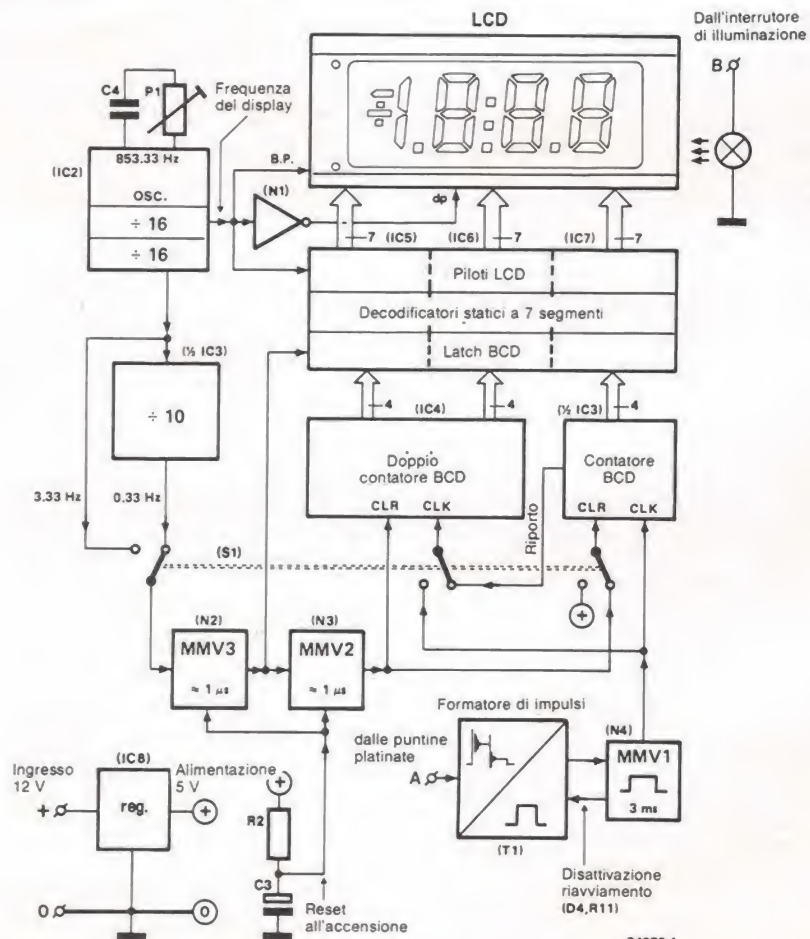 LCD
Dall'interrutore
di illuminazione
B
C4
P1
Frequenza
del display
853.33 Hz
(IC2)
OSC.
÷ 16
÷ 16
B.P.
(N1)
dp
(IC5)
(IC6)
(IC7)
7
7
7
Piloti LCD
Decodificatori statici a 7 segmenti
Latch BCD
(½ IC3)
÷ 10
4
(IC4)
4
(½ IC3)
4
Doppio
contatore BCD
CLR CLK
Contatore
BCD
CLR CLK
Riporto
3.33 Hz
0.33 Hz
(S1)
+
(N2)
MMV3
≈ 1 µs
(N3)
MMV2
≈ 1 µs
Formatore di impulsi
dalle puntine
platinate
A
(T1)
(N4)
MMV1
3 ms
Disattivazione
riavviamento
(D4,R11)
Ingresso
12 V
+
(IC8)
reg.
Alimentazione
5 V
+
0
0
+
R2
C3
Reset
all'accensione